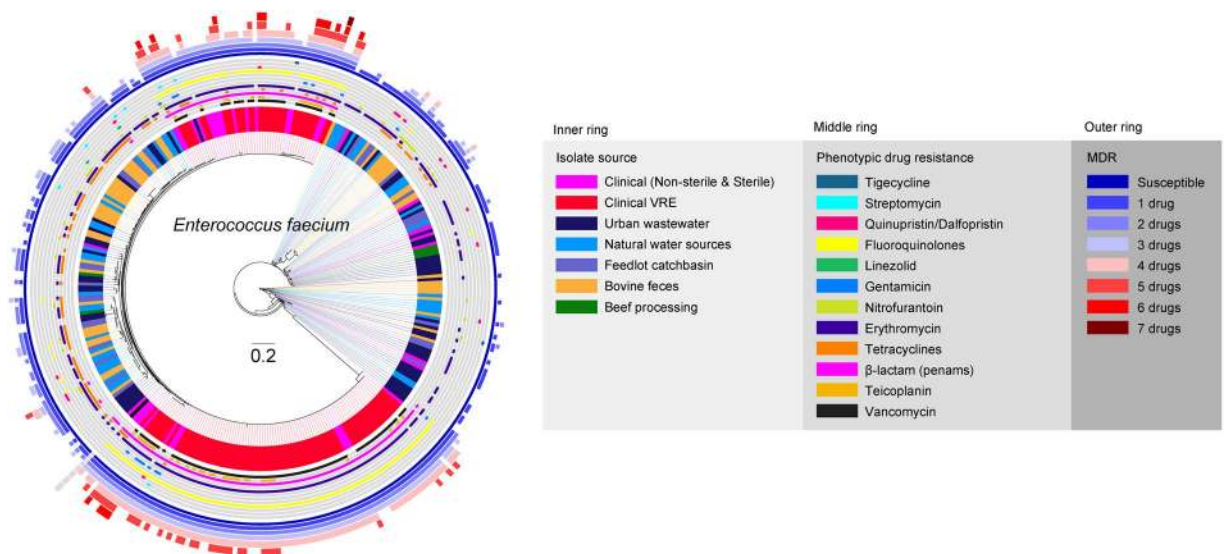 Enterococcus faecium
0.2
Inner ring
Isolate source
Clinical (Non-sterile & Sterile)
Clinical VRE
Urban wastewater
Natural water sources
Feedlot catchbasin
Bovine feces
Beef processing
Middle ring
Phenotypic drug resistance
Tigecycline
Streptomycin
Quinupristin/Dalfopristin
Fluoroquinolones
Linezolid
Gentamicin
Nitrofurantoin
Erythromycin
Tetracyclines
β-lactam (penams)
Teicoplanin
Vancomycin
Outer ring
MDR
Susceptible
1 drug
2 drugs
3 drugs
4 drugs
5 drugs
6 drugs
7 drugs